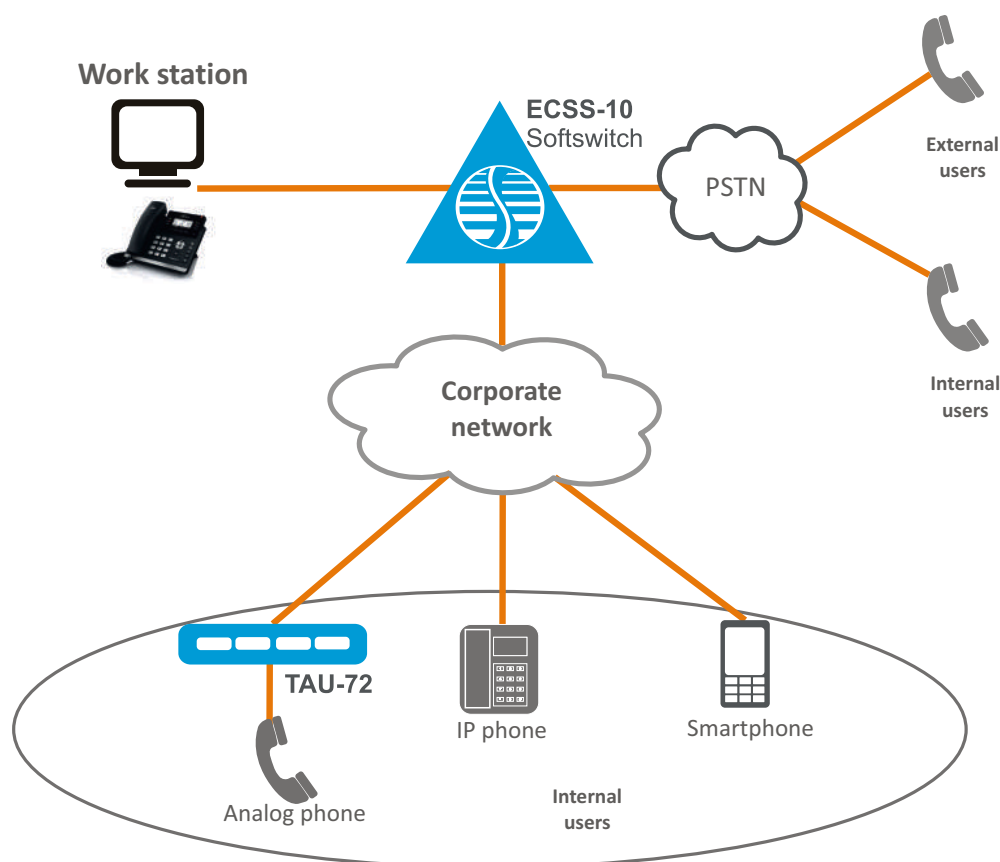 Work station
ECSS-10
Softswitch
PSTN
External
users
Internal
users
Corporate
network
TAU-72
IP phone
Smartphone
Analog phone
Internal
users